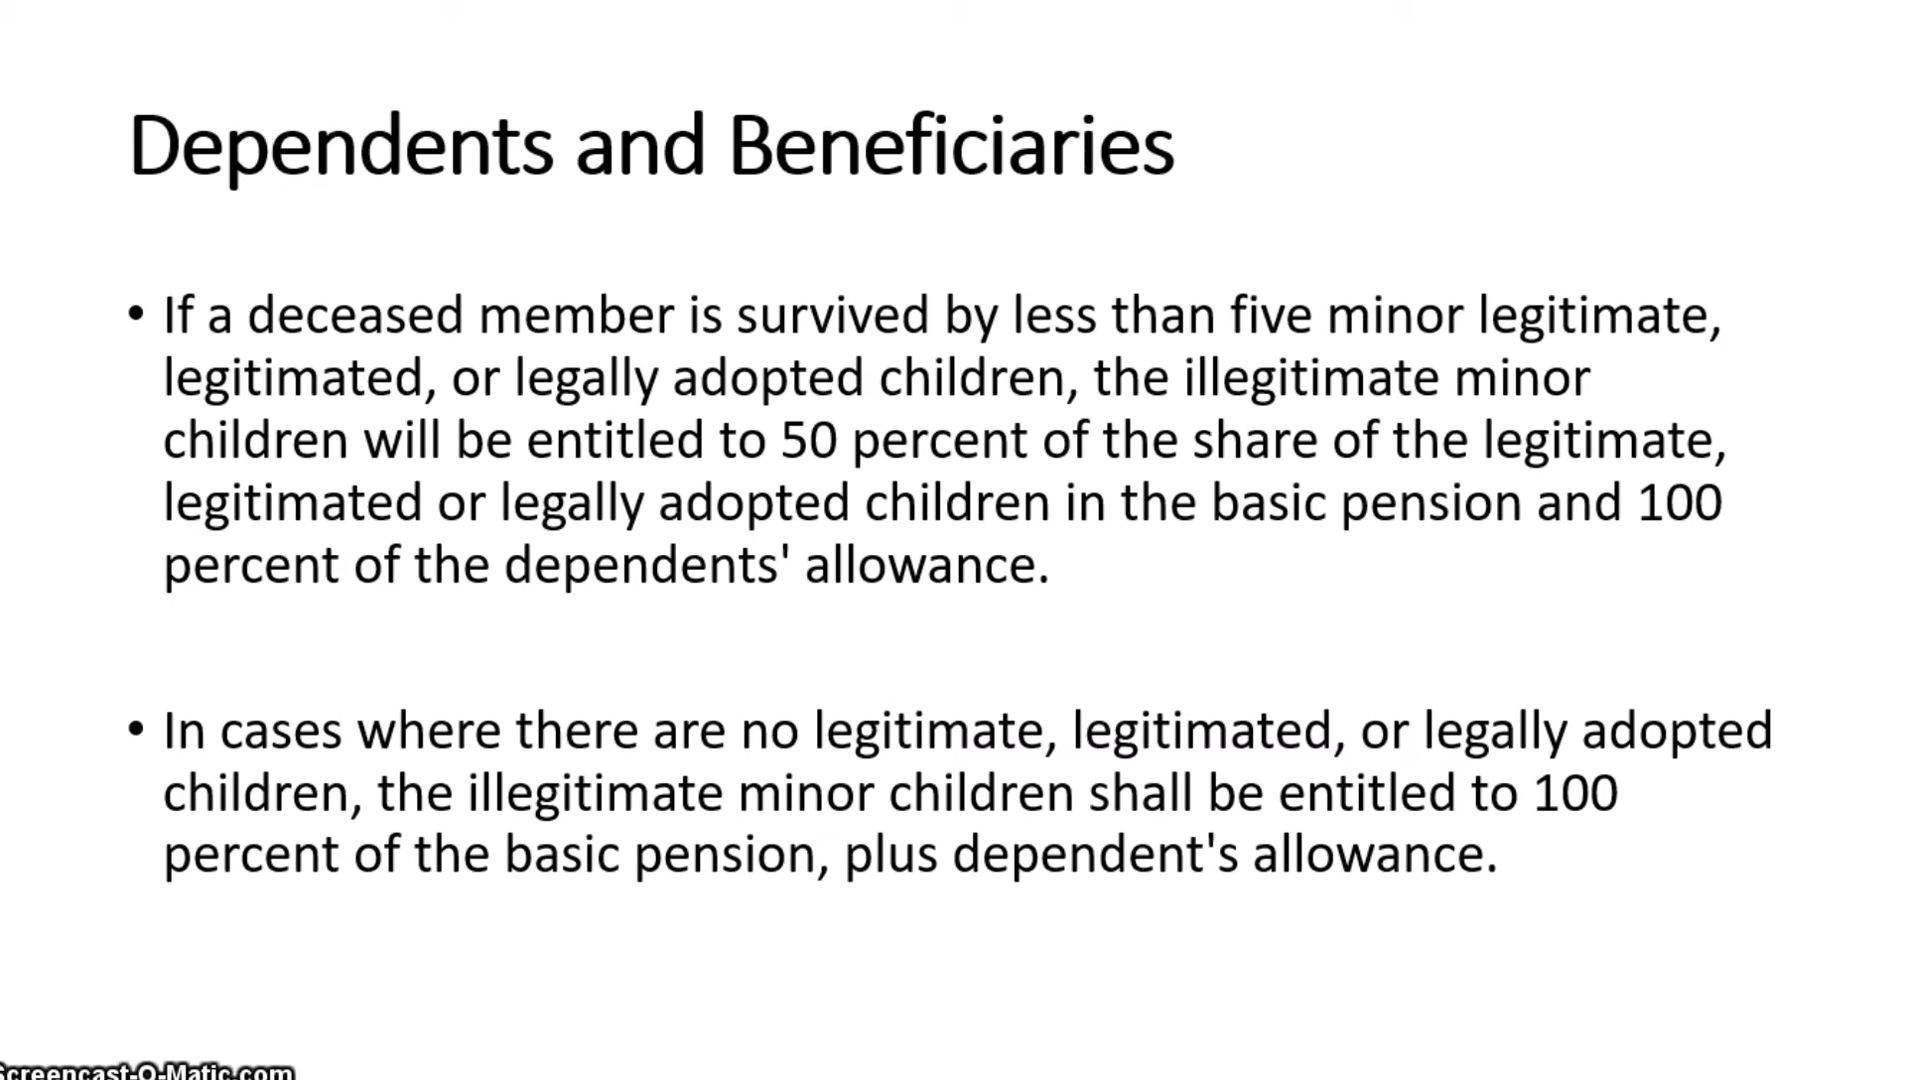 Dependents and Beneficiaries
• If a deceased member is survived by less than five minor legitimate,
legitimated, or legally adopted children, the illegitimate minor
children will be entitled to 50 percent of the share of the legitimate,
legitimated or legally adopted children in the basic pension and 100
percent of the dependents' allowance.
• In cases where there are no legitimate, legitimated, or legally adopted
children, the illegitimate minor children shall be entitled to 100
percent of the basic pension, plus dependent's allowance.
Screencast-O-Matic.com